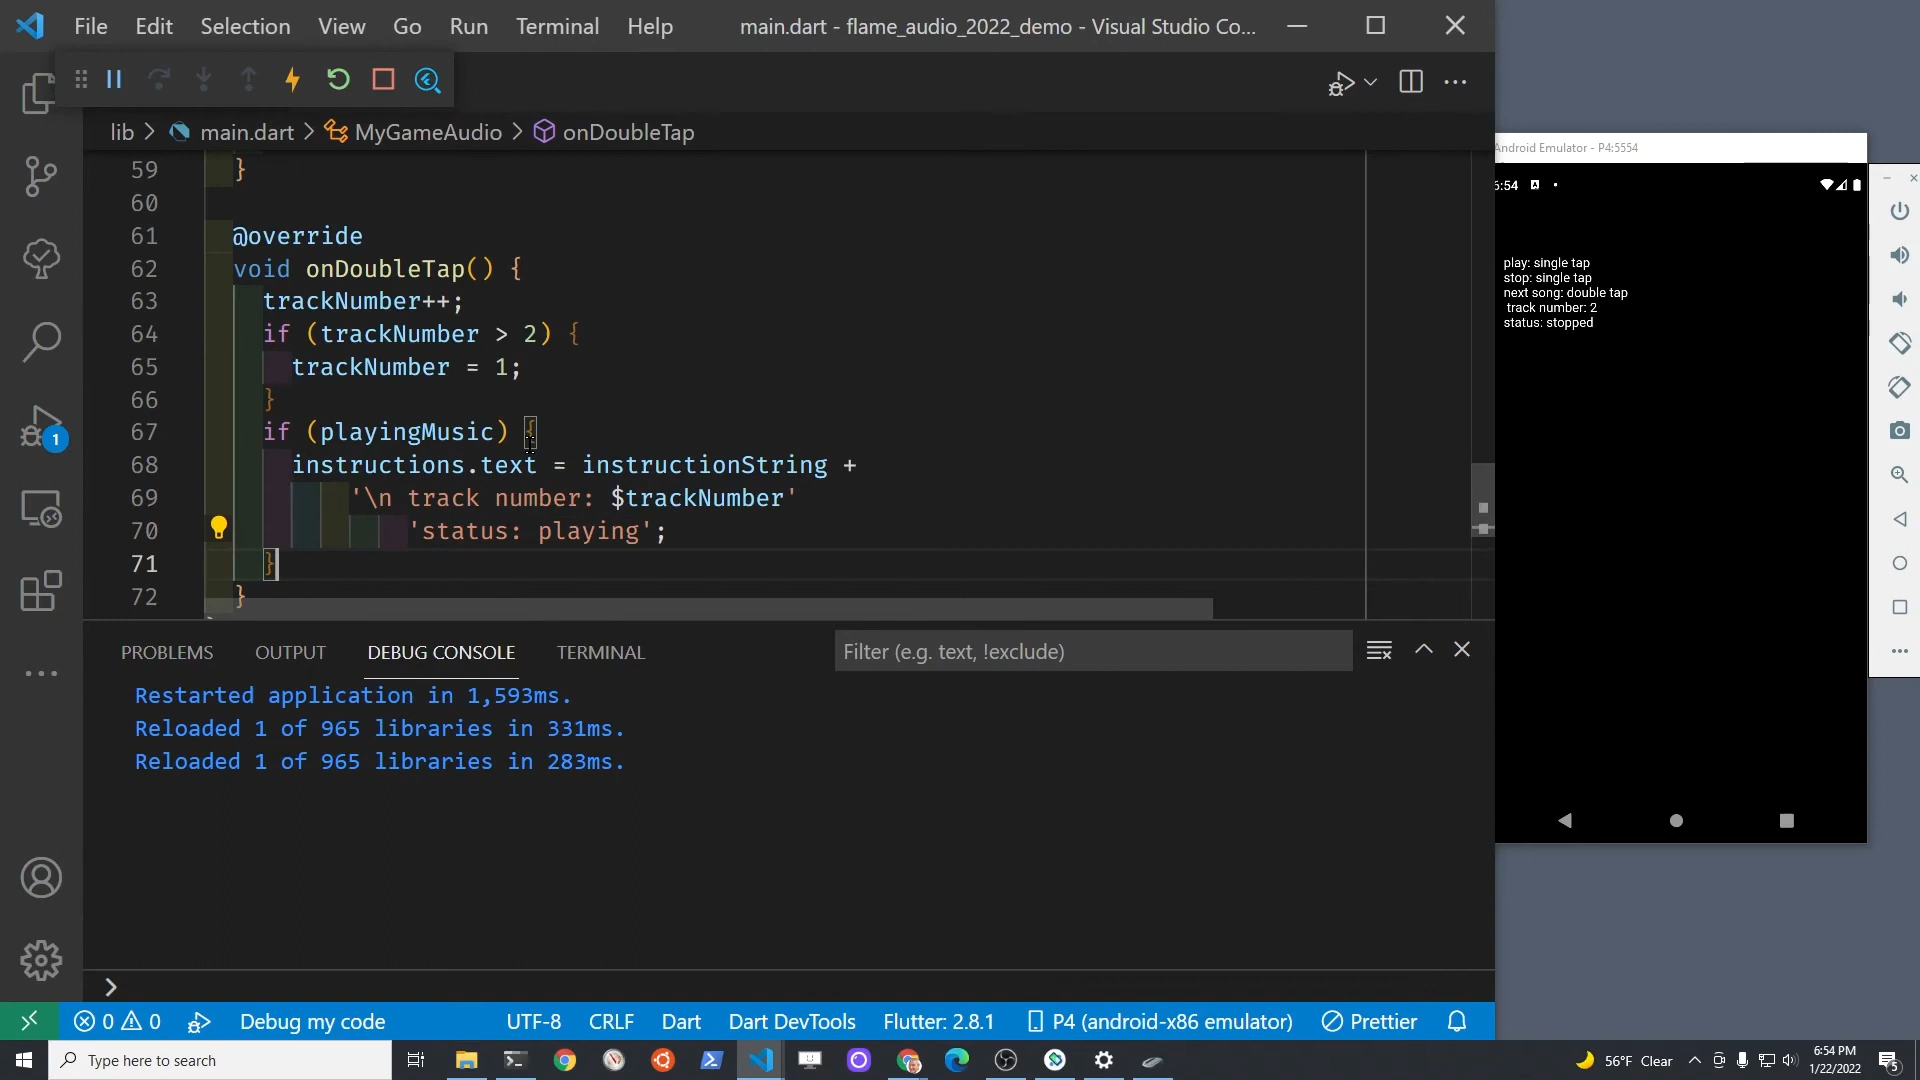 File Edit Selection View Go Run Terminal Help main.dart - flame_audio_2022_demo - Visual Studio Co...
lib > main.dart > MyGameAudio > onDoubleTap
59 }
60
61 @override
62 void onDoubleTap() {
63 trackNumber++;
64 if (trackNumber > 2) {
65 trackNumber = 1;
66 }
67 if (playingMusic) {
68 instructions.text = instructionString +
69 '\n track number: $trackNumber'
70 'status: playing';
71 }
72 }
PROBLEMS OUTPUT DEBUG CONSOLE TERMINAL Filter (e.g. text, !exclude)
Restarted application in 1,593ms.
Reloaded 1 of 965 libraries in 331ms.
Reloaded 1 of 965 libraries in 283ms.
1
0 0 Debug my code UTF-8 CRLF Dart Dart DevTools Flutter: 2.8.1 P4 (android-x86 emulator) Prettier
Android Emulator - P4:5554
6:54
play: single tap
stop: single tap
next song: double tap
track number: 2
status: stopped
Type here to search
56°F Clear
6:54 PM
1/22/2022
5